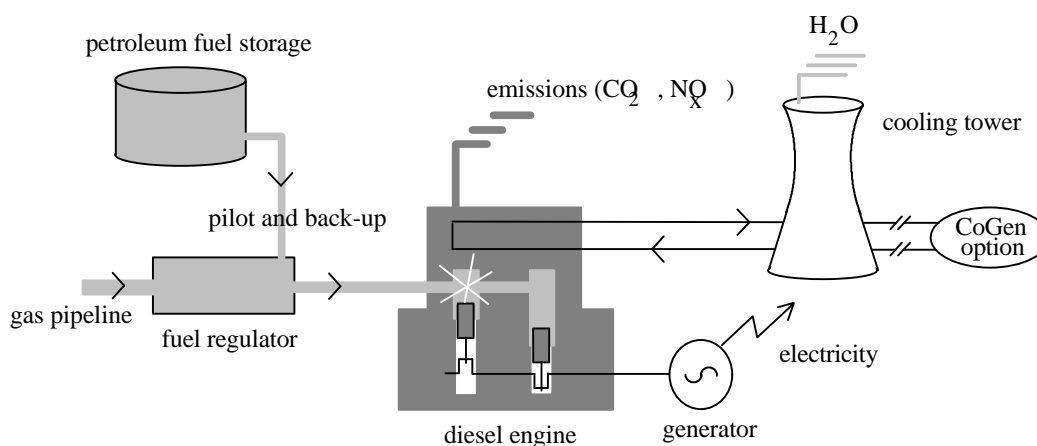 petroleum fuel storage
H2O
emissions (CO2 , NOX )
cooling tower
pilot and back-up
CoGen
option
gas pipeline
fuel regulator
electricity
generator
diesel engine